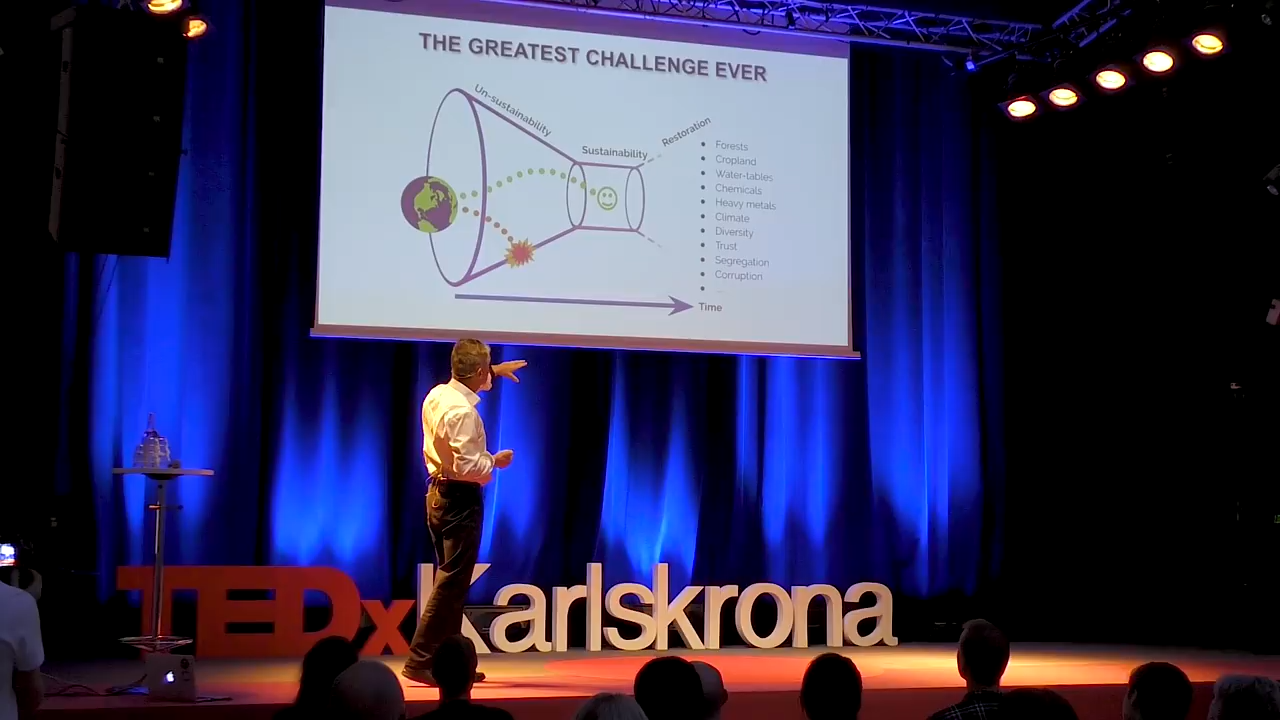 THE GREATEST CHALLENGE EVER
Un-sustainability
Sustainability
Restoration
Forests
Cropland
Water-tables
Chemicals
Heavy metals
Climate
Diversity
Trust
Segregation
Corruption
Time
TEDxKarlskrona